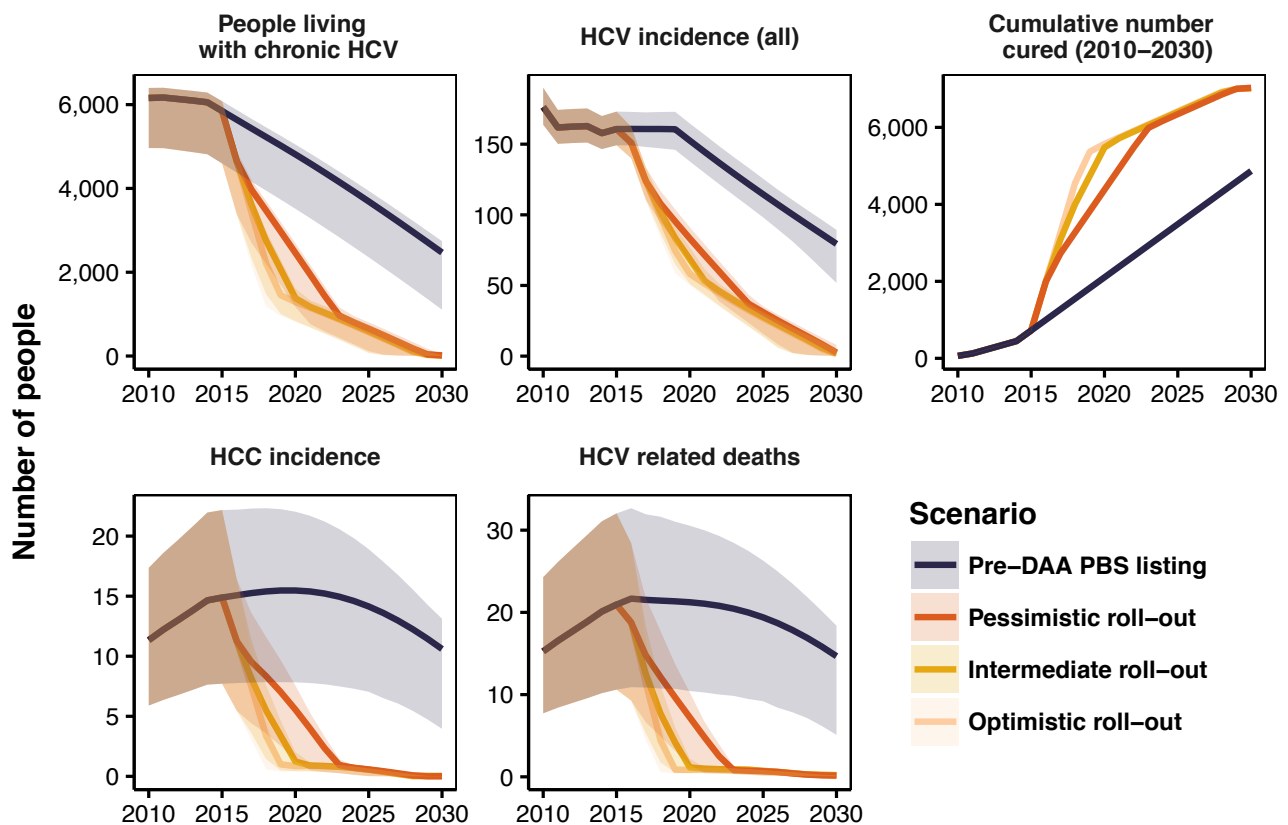 People living
with chronic HCV
HCV incidence (all)
Cumulative number
cured (2010−2030)
Number of people
6,000
4,000
2,000
0
2010 2015 2020 2025 2030
150
100
50
0
2010 2015 2020 2025 2030
6,000
4,000
2,000
0
2010 2015 2020 2025 2030
HCC incidence
HCV related deaths
20
15
10
5
0
2010 2015 2020 2025 2030
30
20
10
0
2010 2015 2020 2025 2030
Scenario
Pre−DAA PBS listing
Pessimistic roll−out
Intermediate roll−out
Optimistic roll−out